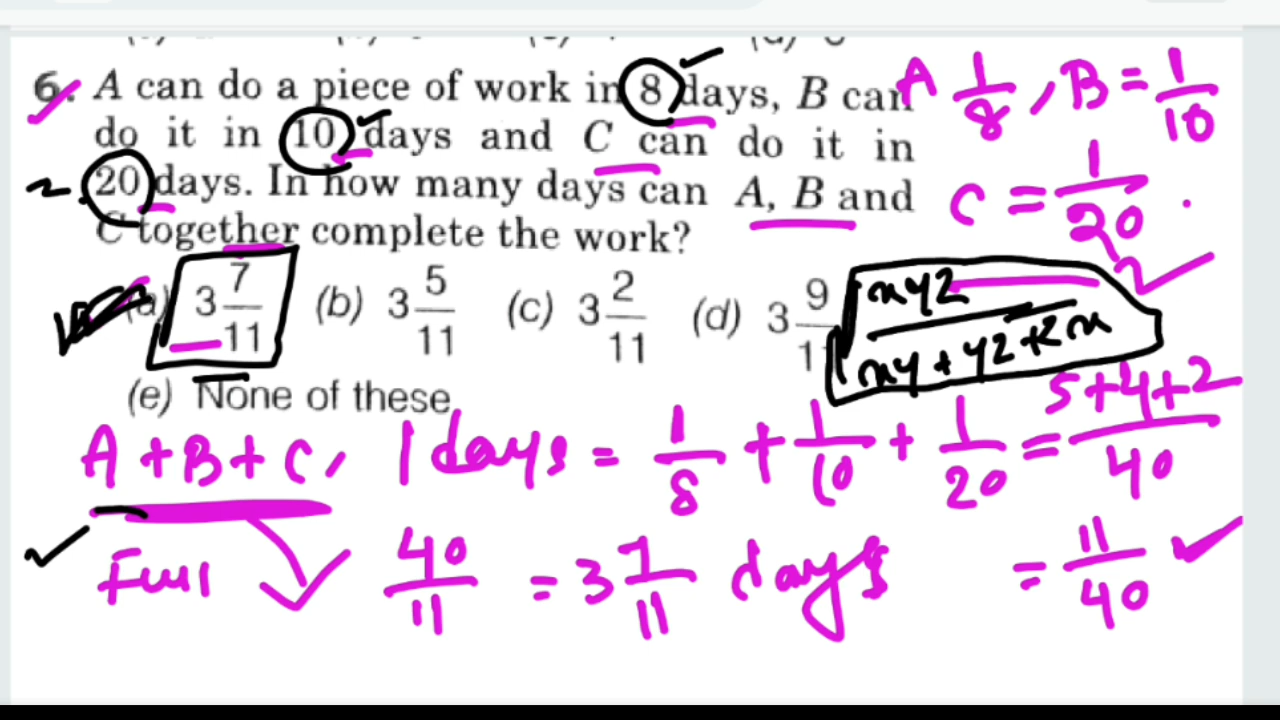 6. A can do a piece of work in 8 days, B can
do it in 10 days and C can do it in
20 days. In how many days can A, B and
C together complete the work?
(a) 3 7/11 (b) 3 5/11 (c) 3 2/11 (d) 3 9/1
(e) None of these
A 1/8, B = 1/10
C = 1/20
xyz/xy + yz + zx
A + B + C, 1 days = 1/8 + 1/10 + 1/20 = 5+4+2/40
= 11/40
Full 40/11 = 3 7/11 days